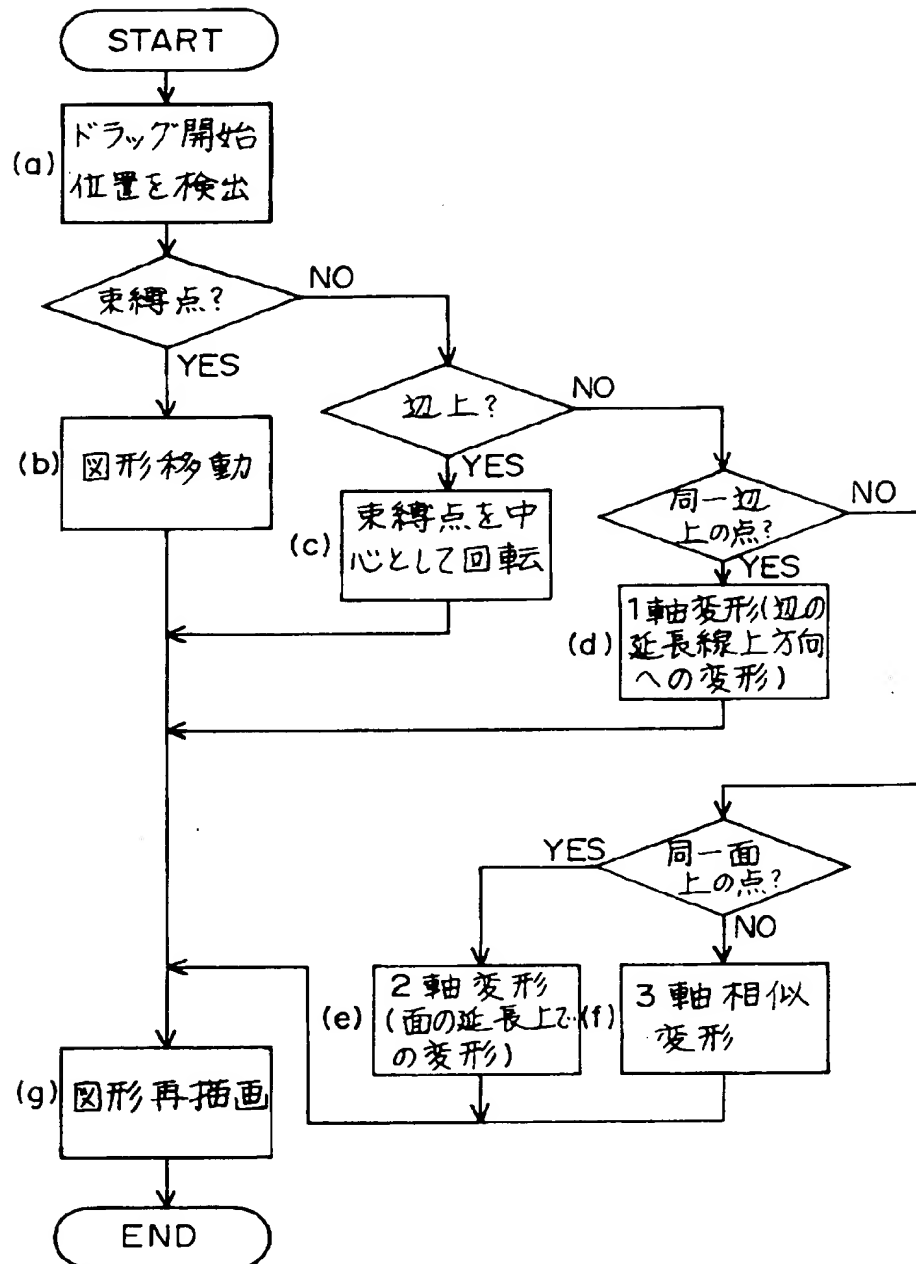 START
(a)
ドラッグ開始
位置を検出
束縛点?
NO
YES
(b)
図形移動
辺上?
NO
YES
(c)
束縛点を中
心として回転
同一辺
上の点?
NO
YES
(d)
1軸変形(辺の
延長線上方向
への変形)
同一面
上の点?
YES
NO
(e)
2軸変形
(面の延長上で
の変形)
(f)
3軸相似
変形
(g)
図形再描画
END